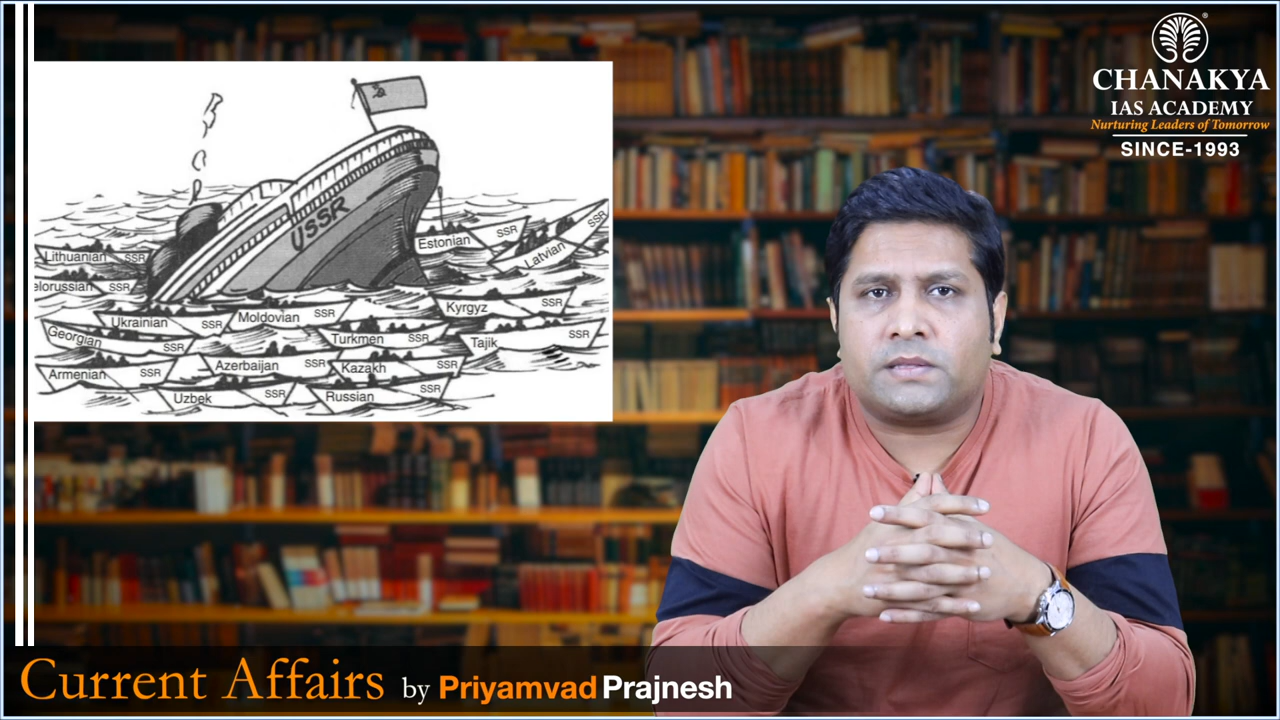 CHANAKYA
IAS ACADEMY
Nurturing Leaders of Tomorrow
SINCE-1993
USSR
Estonian SSR
Latvian SSR
Lithuanian SSR
elorussian SSR
Ukrainian SSR
Moldovian SSR
Kyrgyz SSR
Georgian SSR
Turkmen
Tajik SSR
Armenian SSR
Azerbaijan SSR
Kazakh SSR
Uzbek SSR
Russian SSR
Current Affairs by Priyamvad Prajnesh